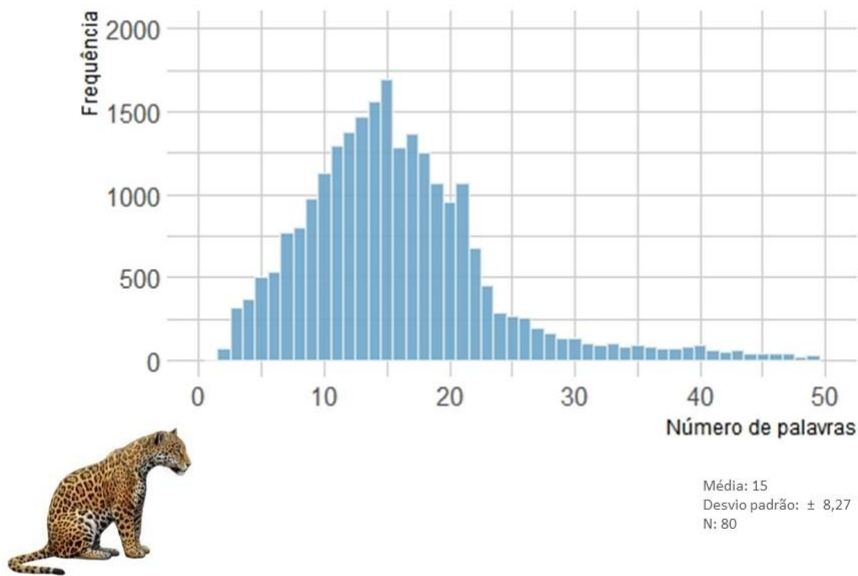 Frequência
2000
1500
1000
500
0
0 10 20 30 40 50
Número de palavras
Média: 15
Desvio padrão: ± 8,27
N: 80